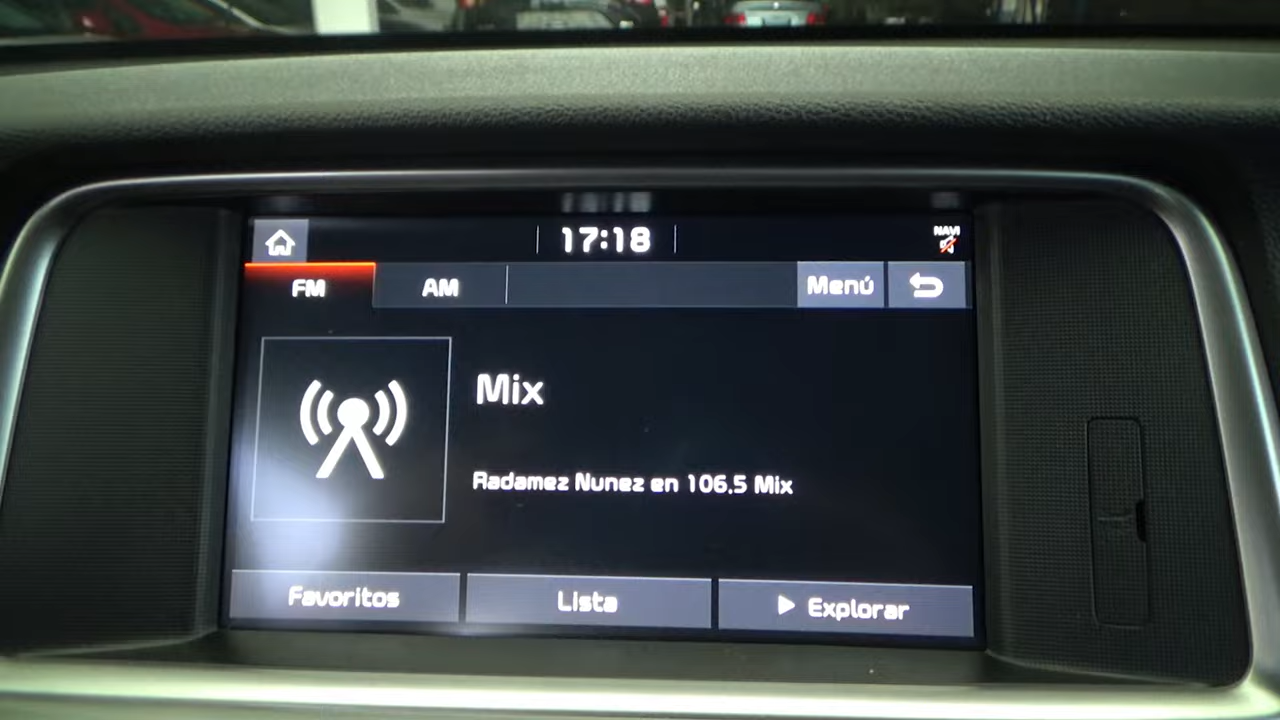 17:18
NAVI
FM AM Menú
Mix
Radamez Nunez en 106.5 Mix
Favoritos Lista Explorar